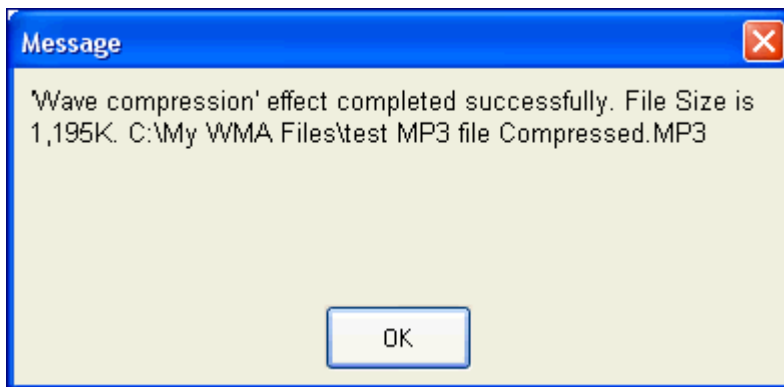 Message
'Wave compression' effect completed successfully. File Size is
1,195K. C:\My WMA Files\test MP3 file Compressed.MP3
OK